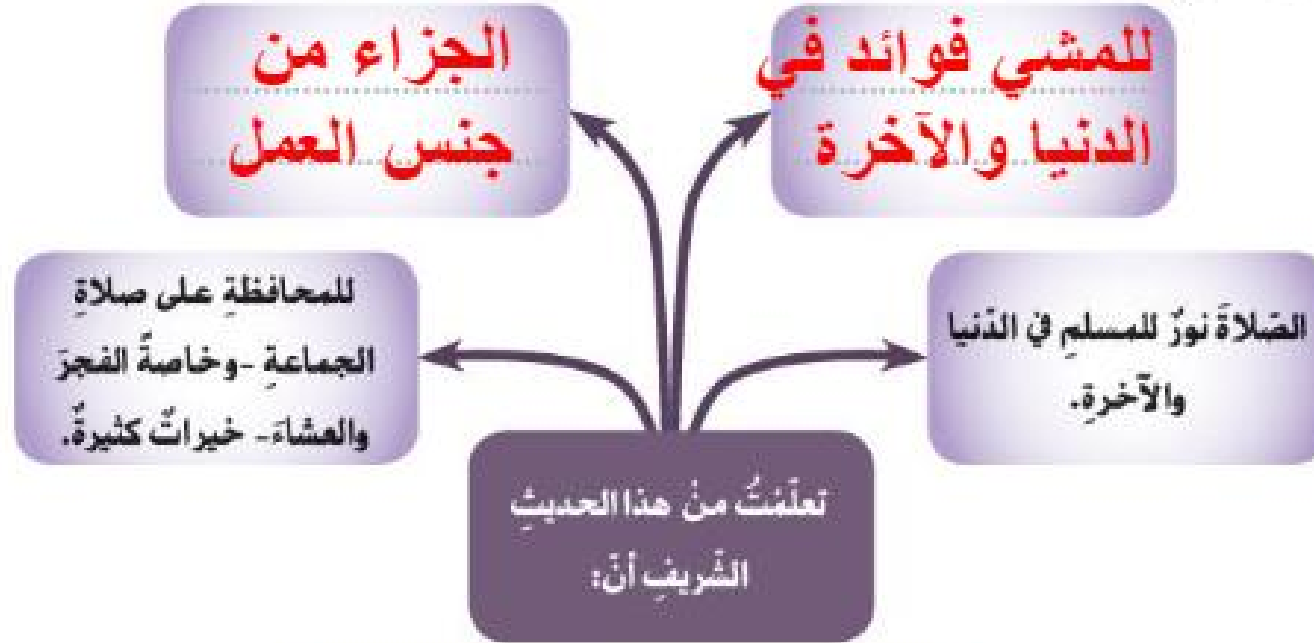 للمشي فوائد في
الدنيا والآخرة
الجزاء من
جنس العمل
الصّلاةَ نورٌ للمسلمِ في الدّنيا
والآخرةِ.
للمحافظةِ على صلاةِ
الجماعةِ -وخاصةً الفجرَ
والعشاءَ- خيراتٌ كثيرةٌ.
تعلّمْتُ منْ هذا الحديثِ
الشّريفِ أنّ: